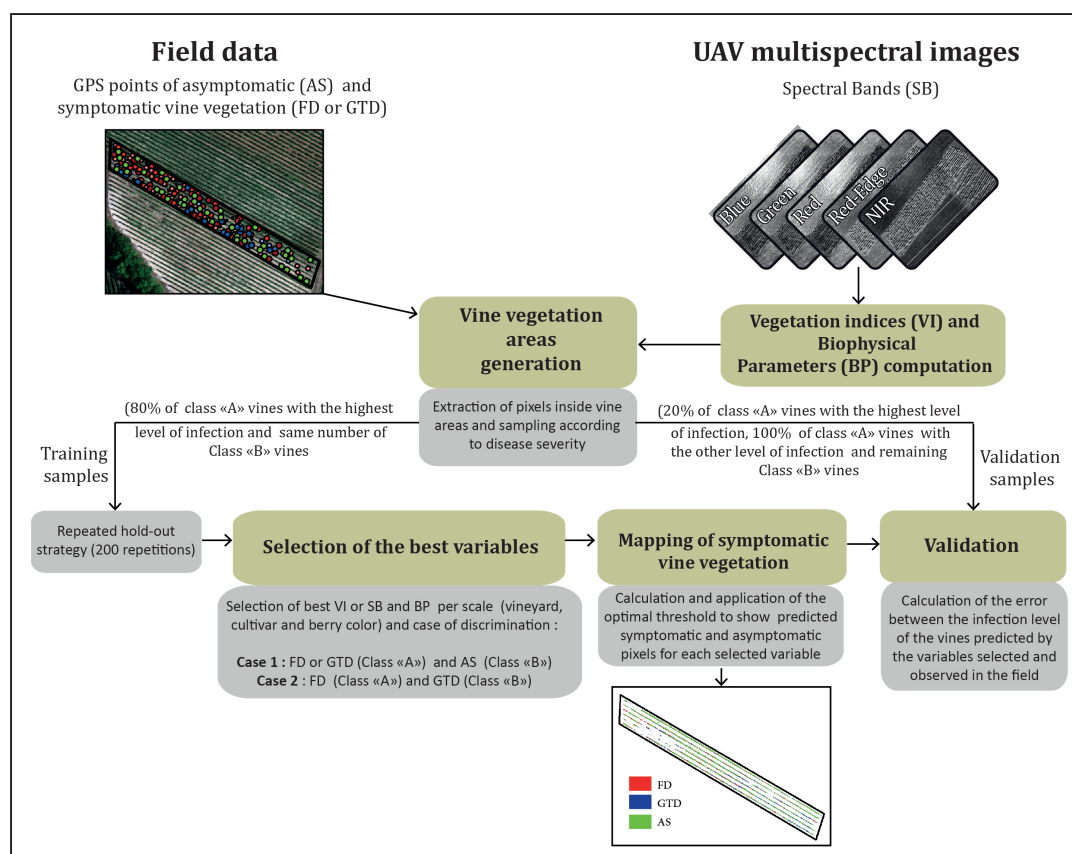 Field data
GPS points of asymptomatic (AS) and
symptomatic vine vegetation (FD or GTD)
UAV multispectral images
Spectral Bands (SB)
Blue
Green
Red
Red-Edge
NIR
Vine vegetation
areas
generation
Vegetation indices (VI) and
Biophysical
Parameters (BP) computation
Extraction of pixels inside vine
areas and sampling according
to disease severity
(80% of class «A» vines with the highest
level of infection and same number of
Class «B» vines
(20% of class «A» vines with the highest level
of infection, 100% of class «A» vines with
the other level of infection and remaining
Class «B» vines
Training
samples
Validation
samples
Repeated hold-out
strategy (200 repetitions)
Selection of the best variables
Selection of best VI or SB and BP per scale (vineyard,
cultivar and berry color) and case of discrimination :
Case 1 : FD or GTD (Class «A») and AS (Class «B»)
Case 2 : FD (Class «A») and GTD (Class «B»)
Mapping of symptomatic
vine vegetation
Calculation and application of the
optimal threshold to show predicted
symptomatic and asymptomatic
pixels for each selected variable
Validation
Calculation of the error
between the infection level
of the vines predicted by
the variables selected and
observed in the field
FD
GTD
AS